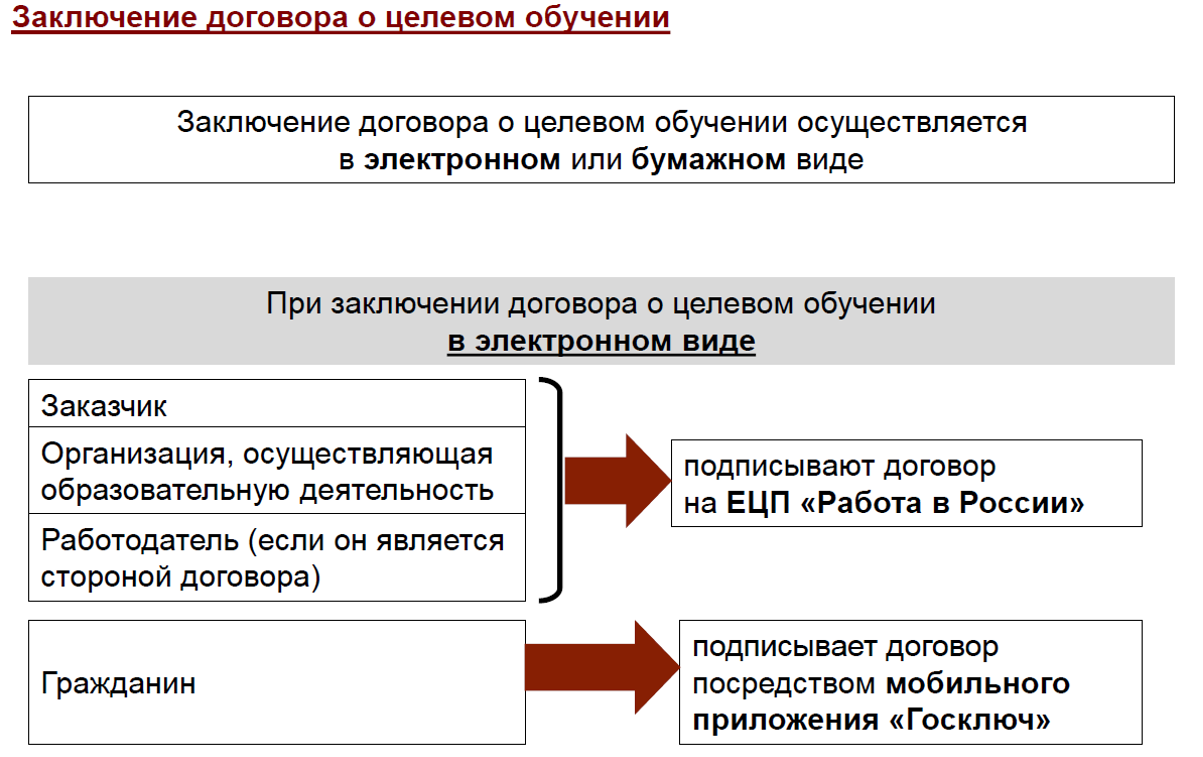 Заключение договора о целевом обучении
Заключение договора о целевом обучении осуществляется
в электронном или бумажном виде
При заключении договора о целевом обучении
в электронном виде
Заказчик
Организация, осуществляющая
образовательную деятельность
Работодатель (если он является
стороной договора)
подписывают договор
на ЕЦП «Работа в России»
Гражданин
подписывает договор
посредством мобильного
приложения «Госключ»